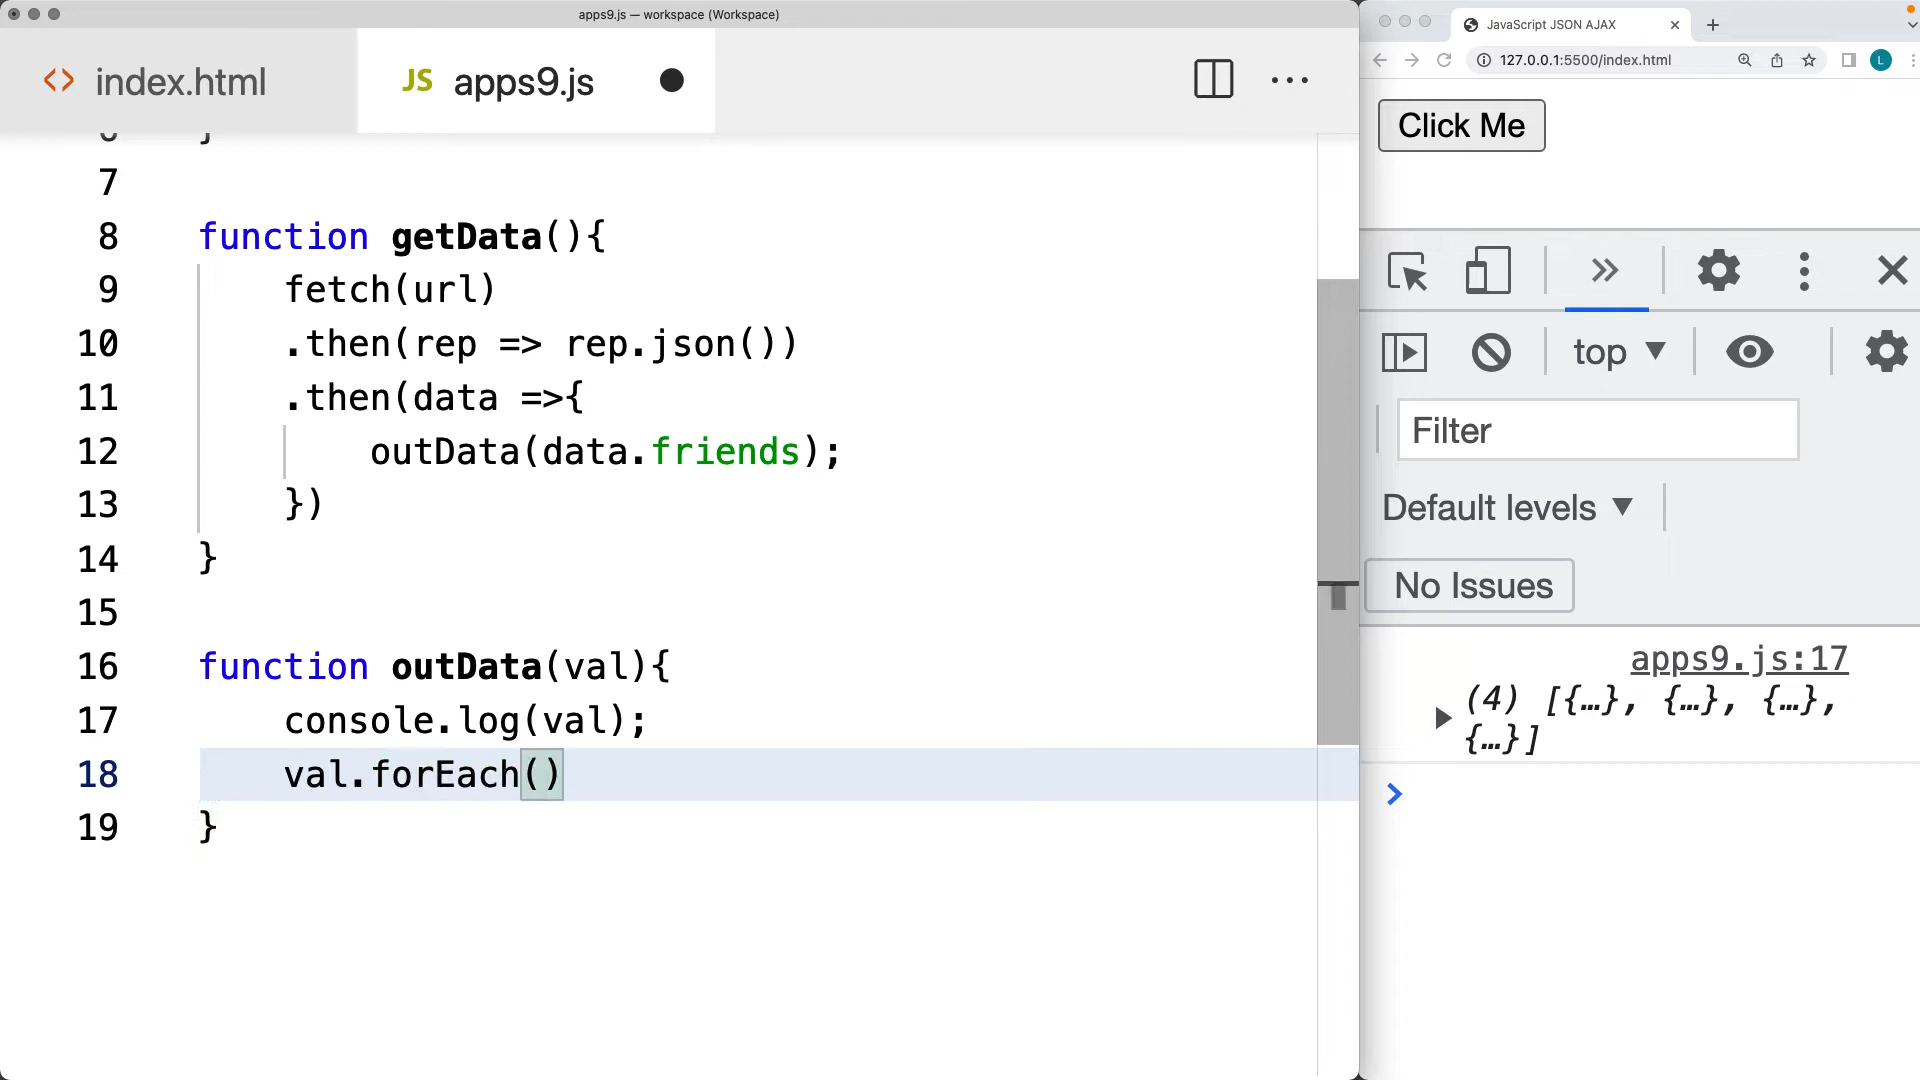 apps9.js — workspace (Workspace)
index.html
JS apps9.js
6 }
7
8 function getData(){
9 fetch(url)
10 .then(rep => rep.json())
11 .then(data =>{
12 outData(data.friends);
13 })
14 }
15
16 function outData(val){
17 console.log(val);
18 val.forEach()
19 }
JavaScript JSON AJAX
127.0.0.1:5500/index.html
L
Click Me
top
Filter
Default levels
No Issues
apps9.js:17
(4) [{…}, {…}, {…},
{…}]